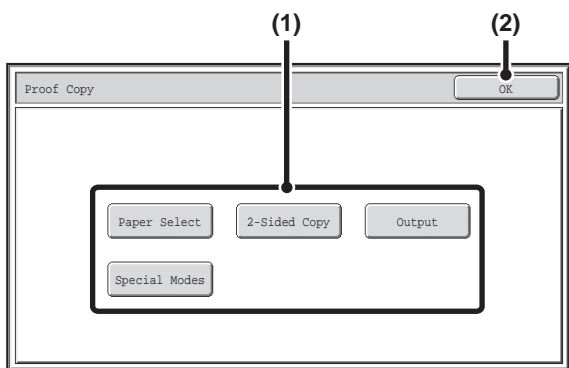 (1) (2)
Proof Copy OK
Paper Select 2-Sided Copy Output
Special Modes